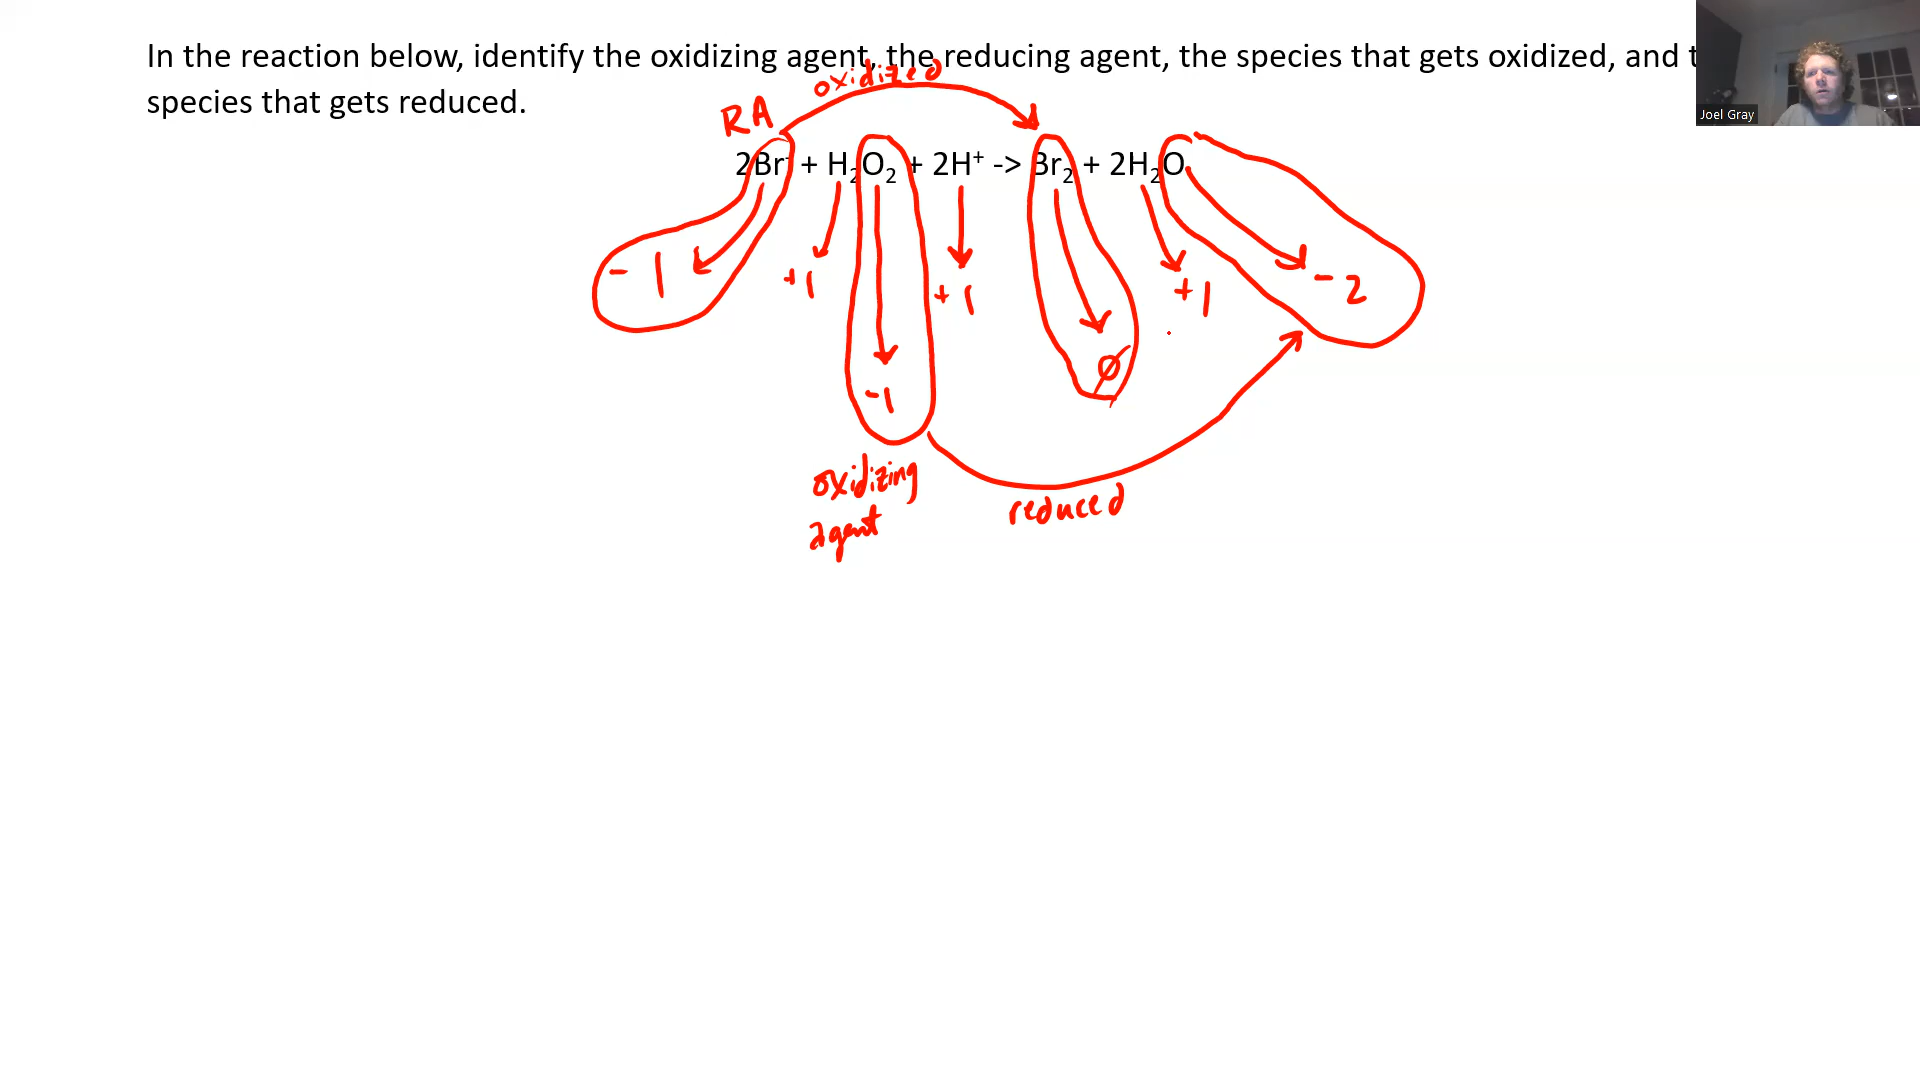 In the reaction below, identify the oxidizing agent, the reducing agent, the species that gets oxidized, and t
species that gets reduced.
Joel Gray
oxidized
RA
2Br⁻ + H₂O₂ + 2H⁺ -> Br₂ + 2H₂O
-1
+1
-1
+1
∅
+1
-2
oxidizing
agent
reduced